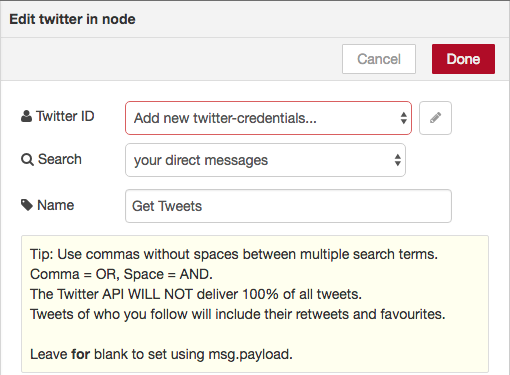 Edit twitter in node
Cancel
Done
Twitter ID
Add new twitter-credentials...
Search
your direct messages
Name
Get Tweets
Tip: Use commas without spaces between multiple search terms.
Comma = OR, Space = AND.
The Twitter API WILL NOT deliver 100% of all tweets.
Tweets of who you follow will include their retweets and favourites.
Leave for blank to set using msg.payload.